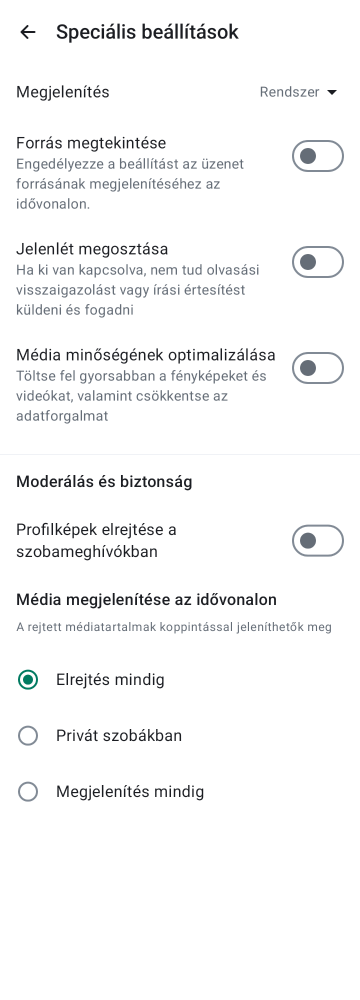 Speciális beállítások
Megjelenítés
Rendszer
Forrás megtekintése
Engedélyezze a beállítást az üzenet
forrásának megjelenítéséhez az
idővonalon.
Jelenlét megosztása
Ha ki van kapcsolva, nem tud olvasási
visszaigazolást vagy írási értesítést
küldeni és fogadni
Média minőségének optimalizálása
Töltse fel gyorsabban a fényképeket és
videókat, valamint csökkentse az
adatforgalmat
Moderálás és biztonság
Profilképek elrejtése a
szobameghívókban
Média megjelenítése az idővonalon
A rejtett médiatartalmak koppintással jeleníthetők meg
Elrejtés mindig
Privát szobákban
Megjelenítés mindig